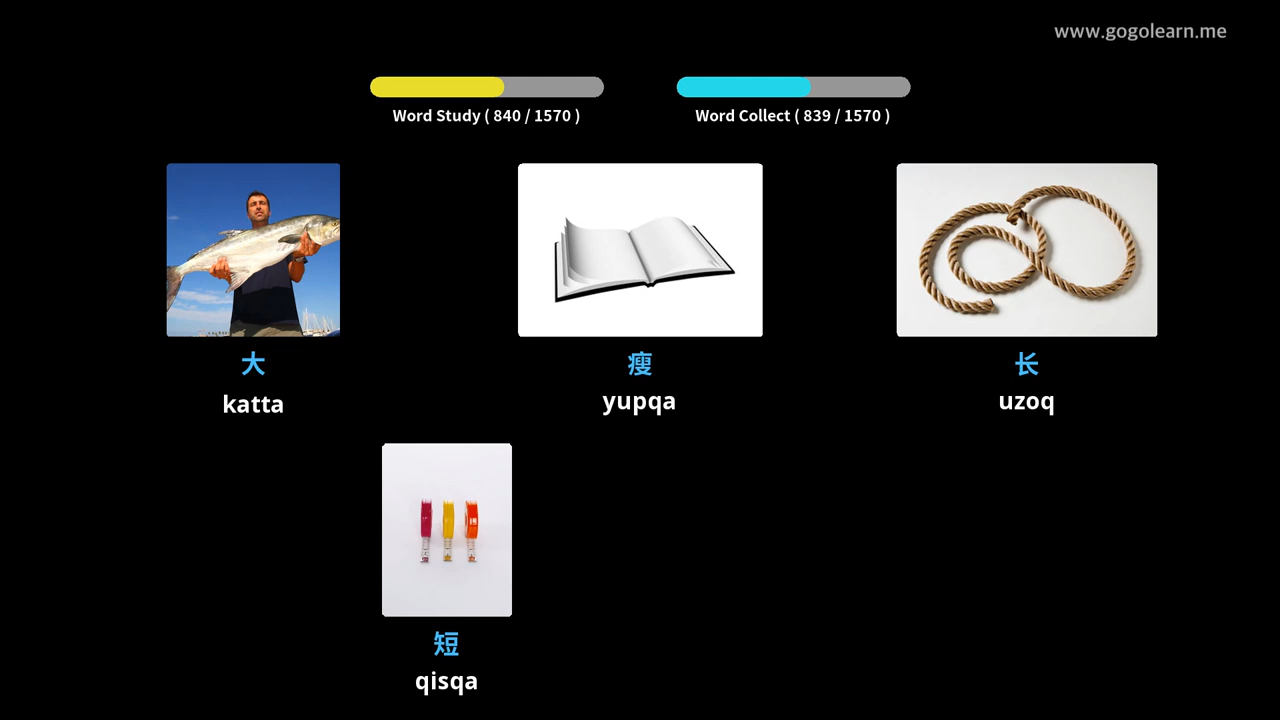 www.gogolearn.me
Word Study ( 840 / 1570 )
Word Collect ( 839 / 1570 )
大
katta
瘦
yupqa
长
uzoq
短
qisqa